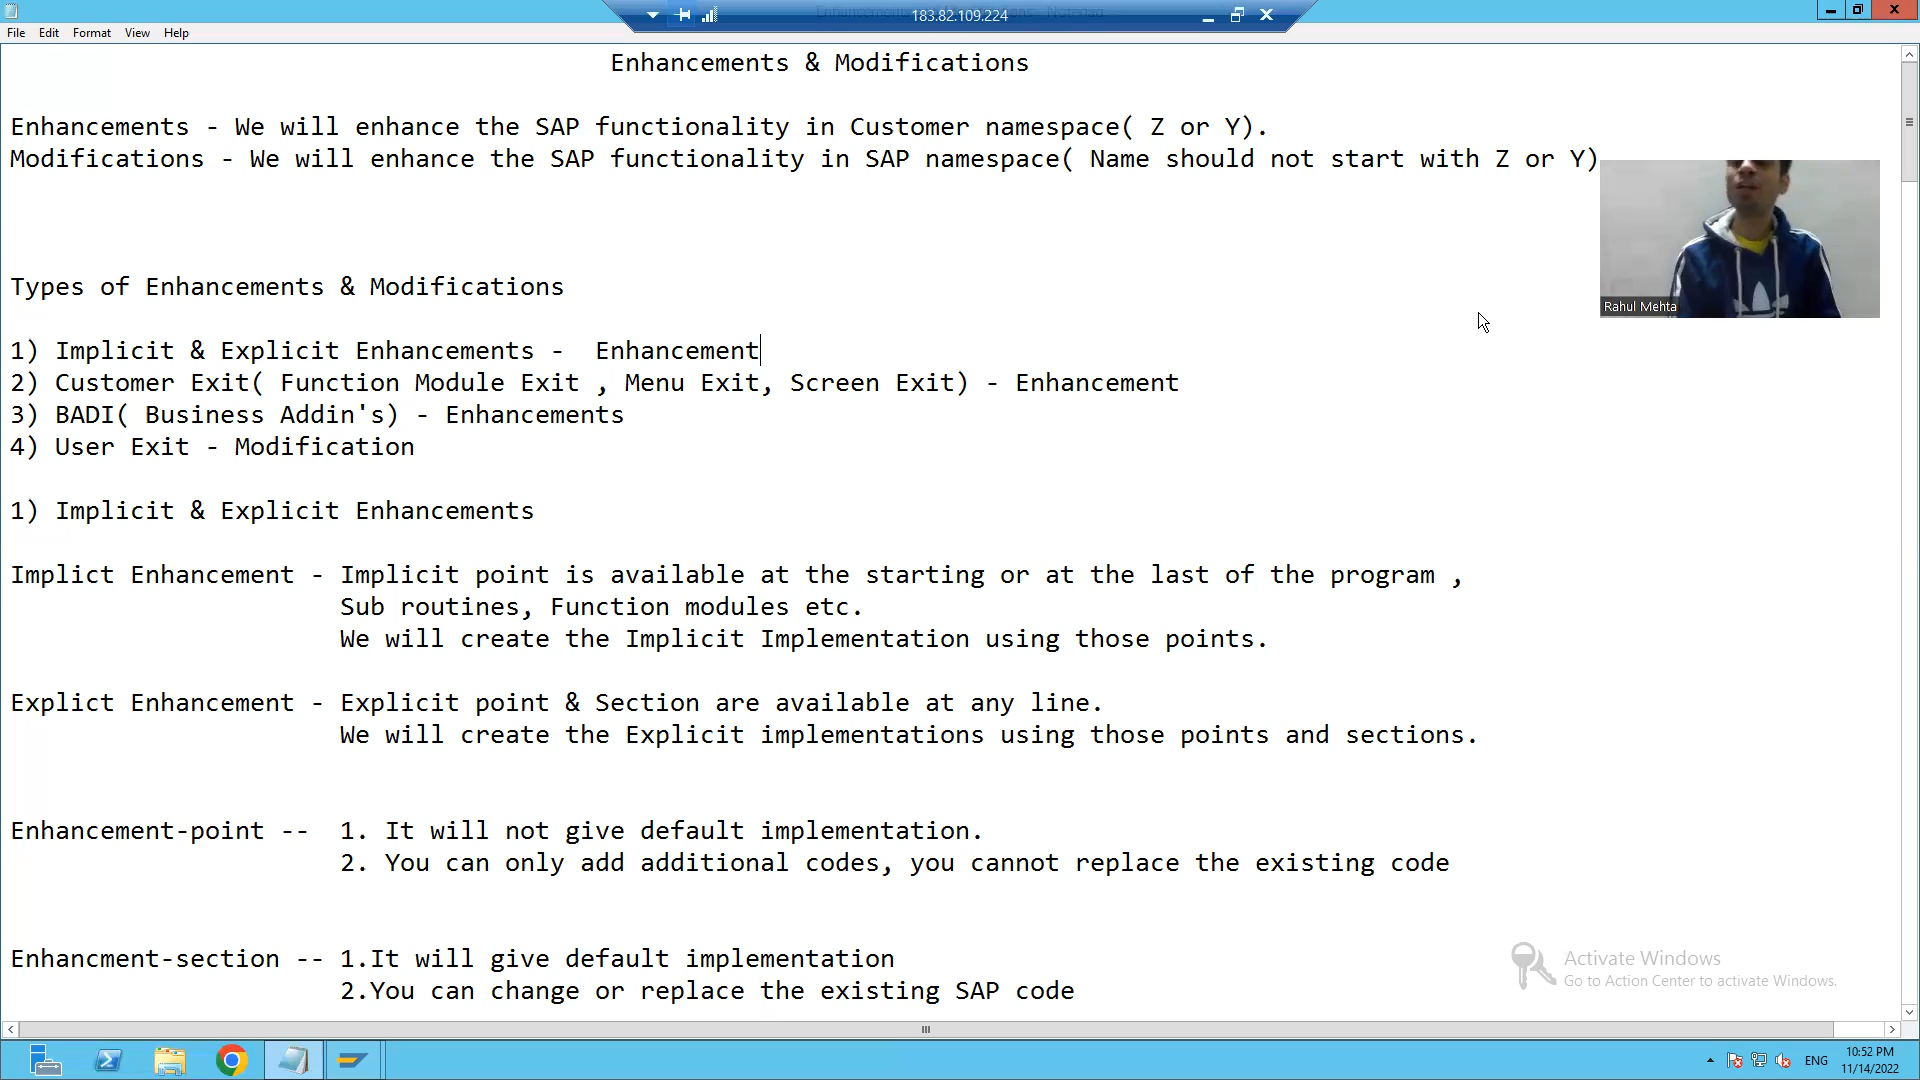 183.82.109.224
File Edit Format View Help
Enhancements & Modifications
Enhancements - We will enhance the SAP functionality in Customer namespace( Z or Y).
Modifications - We will enhance the SAP functionality in SAP namespace( Name should not start with Z or Y)
Rahul Mehta
Types of Enhancements & Modifications
1) Implicit & Explicit Enhancements -  Enhancement
2) Customer Exit( Function Module Exit , Menu Exit, Screen Exit) - Enhancement
3) BADI( Business Addin's) - Enhancements
4) User Exit - Modification
1) Implicit & Explicit Enhancements
Implict Enhancement - Implicit point is available at the starting or at the last of the program ,
Sub routines, Function modules etc.
We will create the Implicit Implementation using those points.
Explict Enhancement - Explicit point & Section are available at any line.
We will create the Explicit implementations using those points and sections.
Enhancement-point --  1. It will not give default implementation.
2. You can only add additional codes, you cannot replace the existing code
Enhancment-section -- 1.It will give default implementation
2.You can change or replace the existing SAP code
Activate Windows
Go to Action Center to activate Windows.
ENG
10:52 PM
11/14/2022